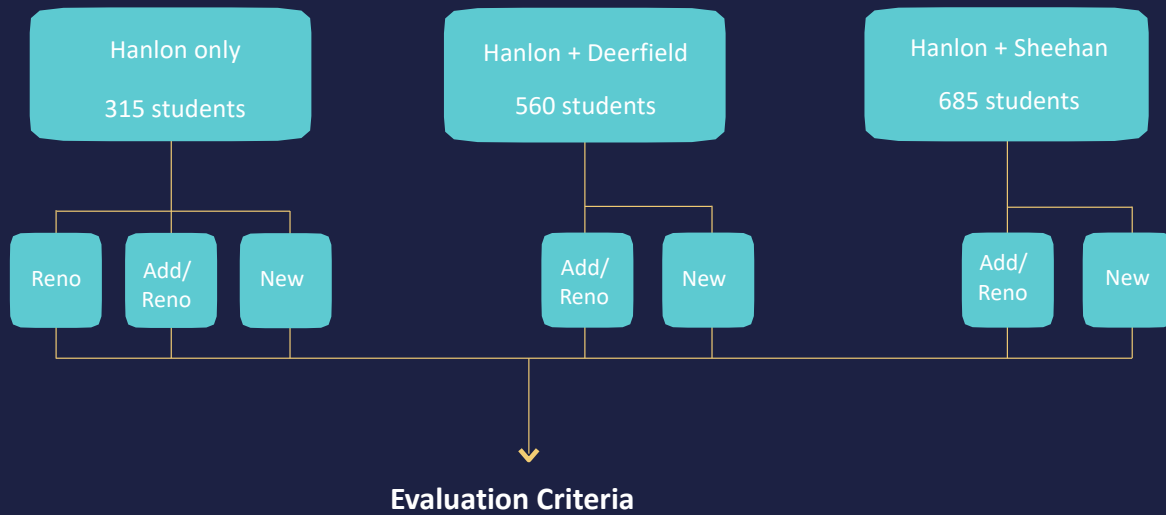 Hanlon only
315 students
Hanlon + Deerfield
560 students
Hanlon + Sheehan
685 students
Reno
Add/
Reno
New
Add/
Reno
New
Add/
Reno
New
Evaluation Criteria